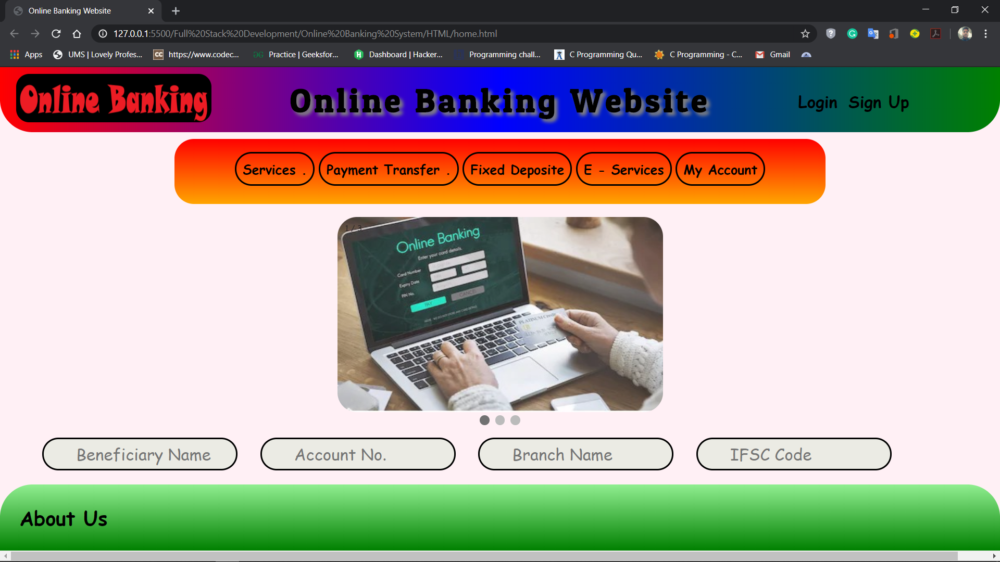 Online Banking Website
127.0.0.1:5500/Full%20Stack%20Development/Online%20Banking%20System/HTML/home.html
Apps UMS | Lovely Profes... https://www.codec... Practice | Geeksfor... Dashboard | Hacker... Programming chall... C Programming Qu... C Programming - C... Gmail
Online Banking
Online Banking Website
Login Sign Up
Services . Payment Transfer . Fixed Deposite E - Services My Account
1 / 3
Online Banking
Enter your card details.
Card Number
Expiry Date
PIN No.
PAY CANCEL
PLATINUM Credit
Beneficiary Name Account No. Branch Name IFSC Code
About Us